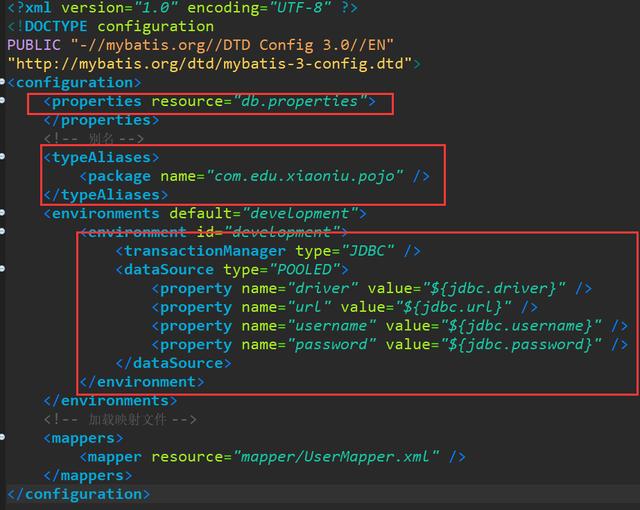 <?xml version="1.0" encoding="UTF-8" ?>
<!DOCTYPE configuration
PUBLIC "-//mybatis.org//DTD Config 3.0//EN"
"http://mybatis.org/dtd/mybatis-3-config.dtd">
<configuration>
<properties resource="db.properties">
</properties>
<!-- 别名 -->
<typeAliases>
<package name="com.edu.xiaoniu.pojo" />
</typeAliases>
<environments default="development">
<environment id="development">
<transactionManager type="JDBC" />
<dataSource type="POOLED">
<property name="driver" value="${jdbc.driver}" />
<property name="url" value="${jdbc.url}" />
<property name="username" value="${jdbc.username}" />
<property name="password" value="${jdbc.password}" />
</dataSource>
</environment>
</environments>
<!-- 加载映射文件 -->
<mappers>
<mapper resource="mapper/UserMapper.xml" />
</mappers>
</configuration>